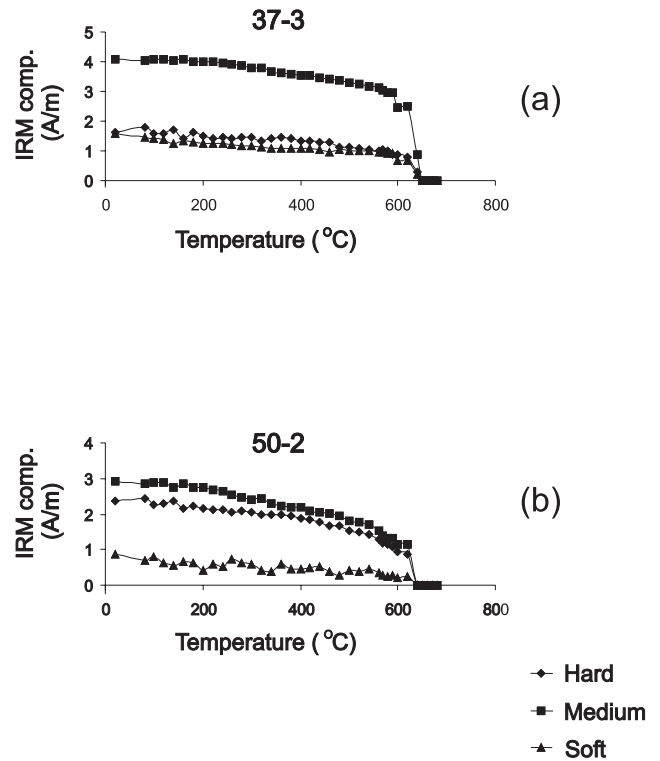 37-3
5
4
3
2
1
0
IRM comp.
(A/m)
0 200 400 600 800
Temperature (°C)
(a)
50-2
4
3
2
1
0
IRM comp.
(A/m)
0 200 400 600 800
Temperature (°C)
(b)
Hard
Medium
Soft